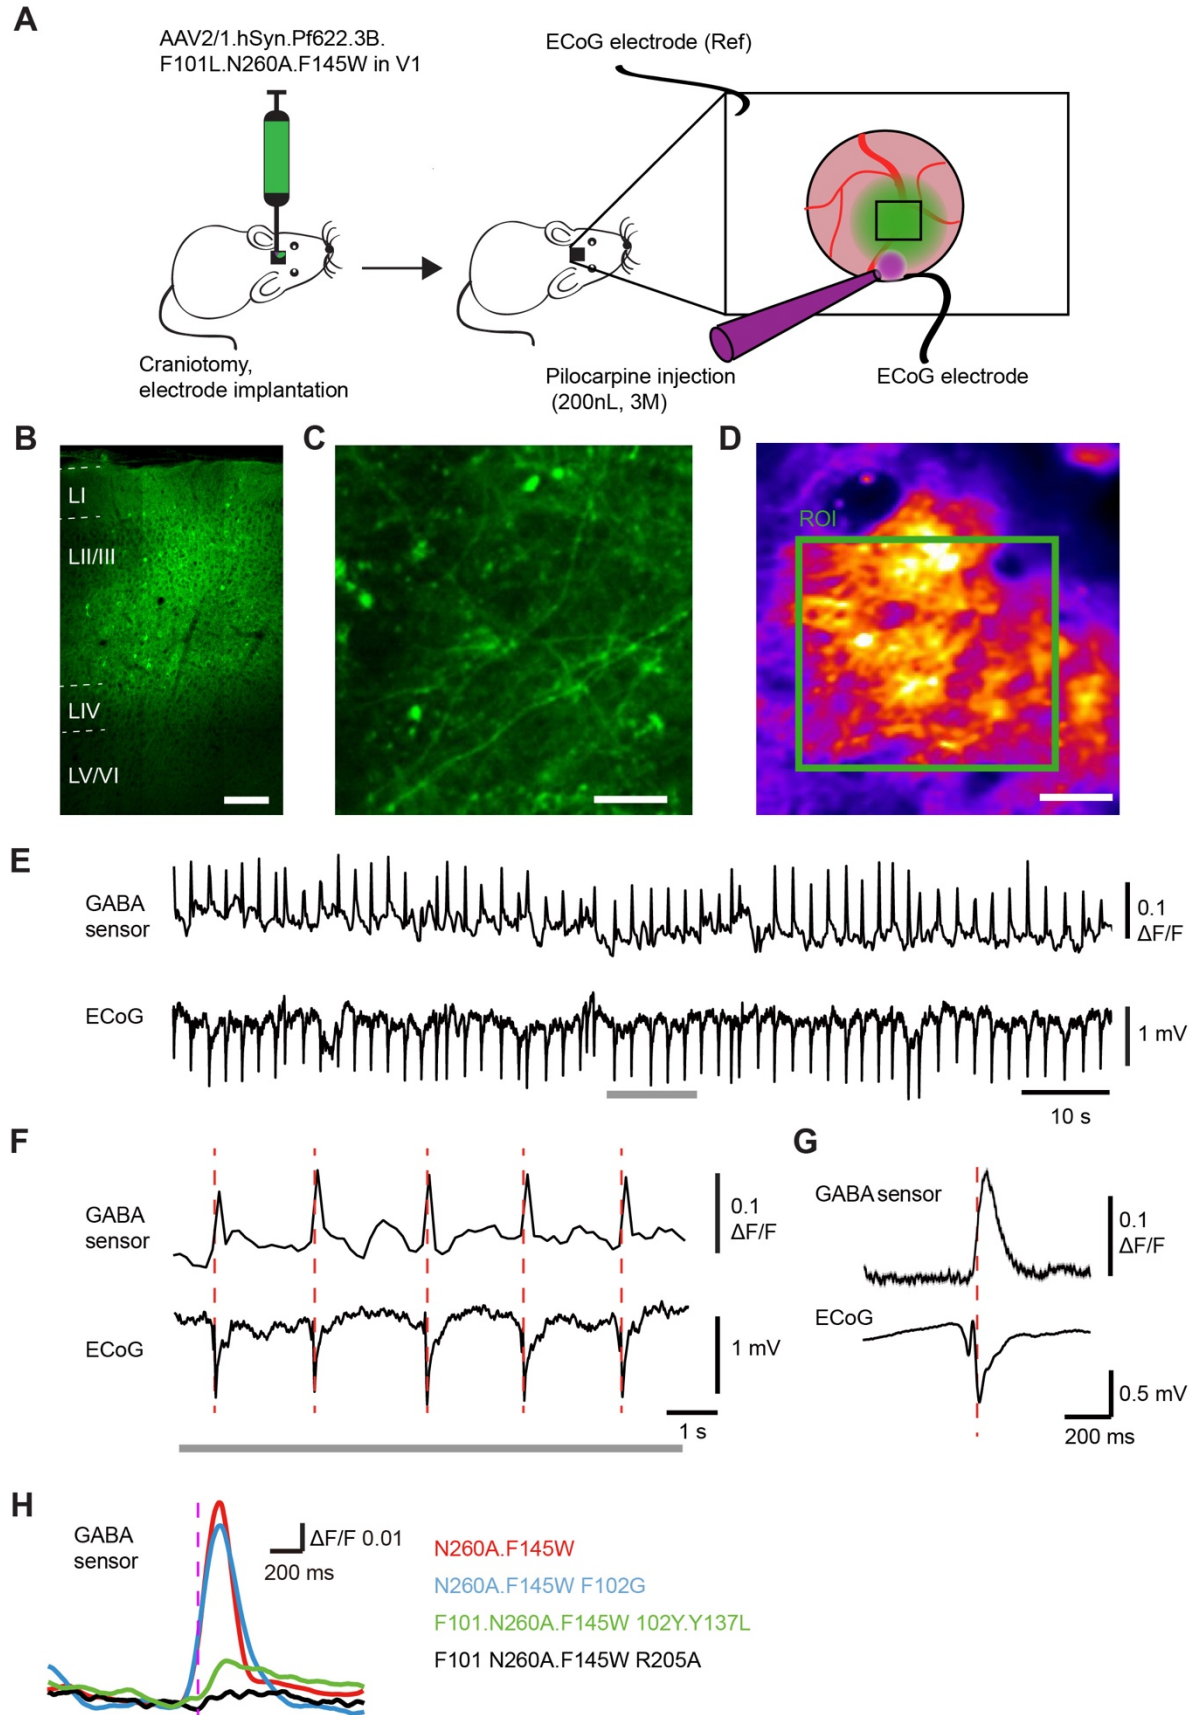 A
AAV2/1.hSyn.Pf622.3B.
F101L.N260A.F145W in V1
ECoG electrode (Ref)
Craniotomy,
electrode implantation
Pilocarpine injection
(200nL, 3M)
ECoG electrode
B
LI
LII/III
LIV
LV/VI
C
D
ROI
E
GABA
sensor
0.1
ΔF/F
ECoG
1 mV
10 s
F
GABA
sensor
0.1
ΔF/F
ECoG
1 mV
1 s
G
GABA sensor
0.1
ΔF/F
ECoG
0.5 mV
200 ms
H
GABA
sensor
ΔF/F 0.01
200 ms
N260A.F145W
N260A.F145W F102G
F101.N260A.F145W 102Y.Y137L
F101 N260A.F145W R205A